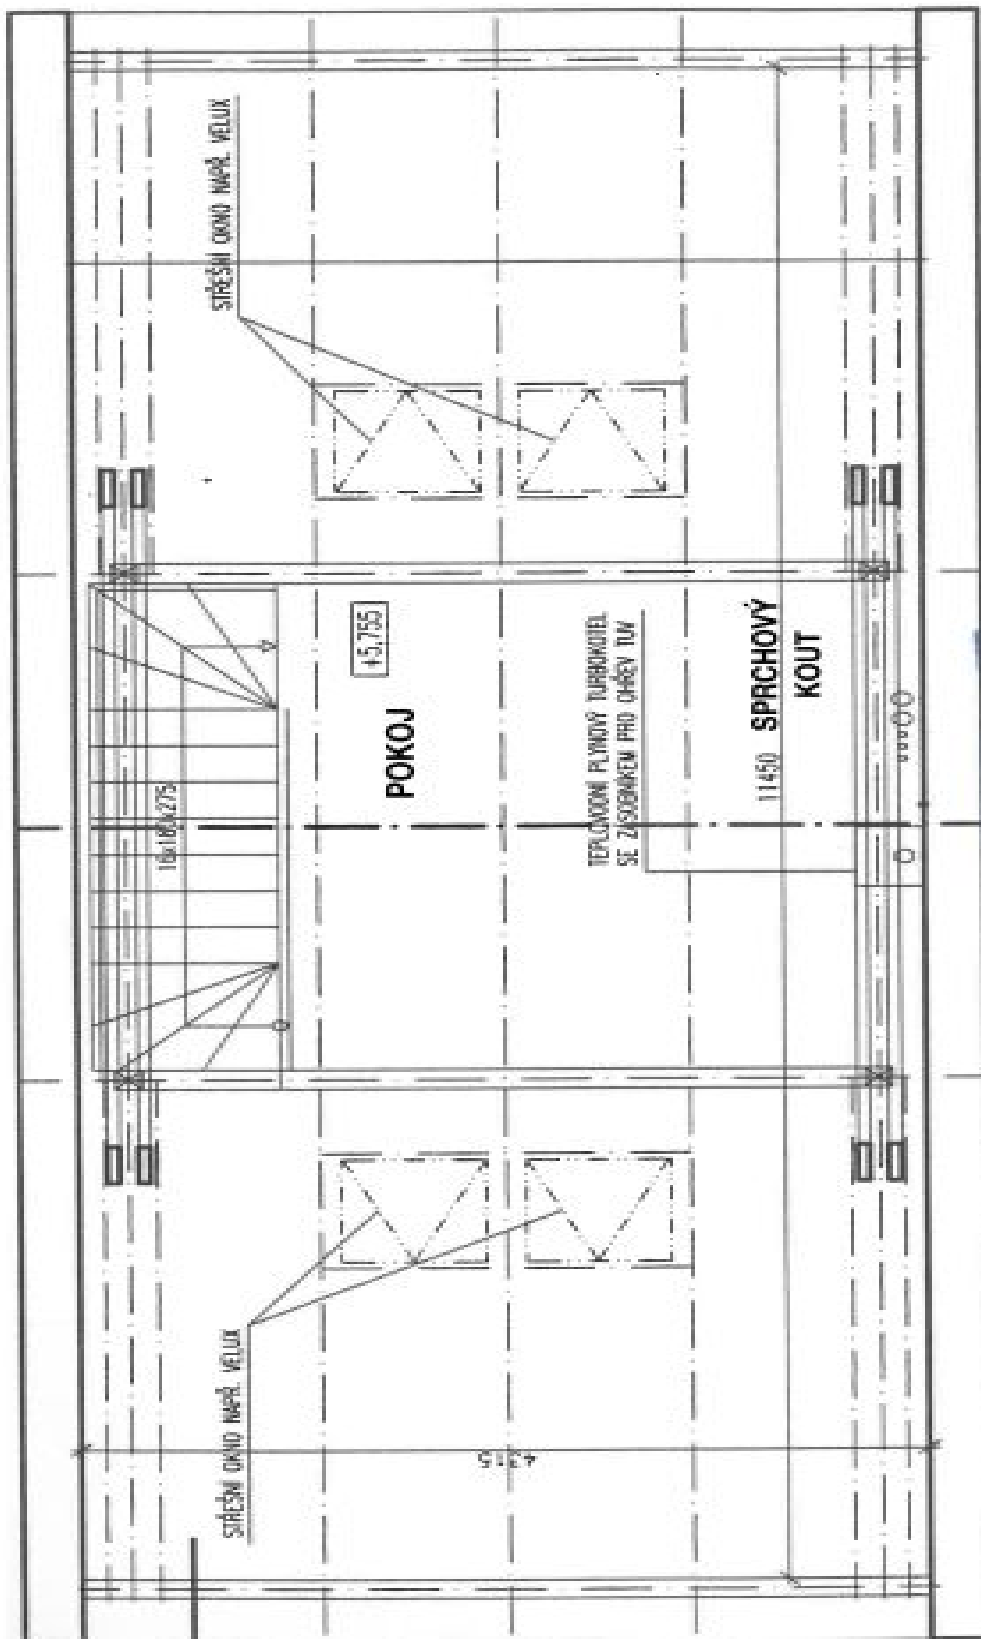 STŘEŠNÍ OKNO NAPŘ. VELUX
STŘEŠNÍ OKNO NAPŘ. VELUX
16x180x275
+5,755
POKOJ
TEPLOVODNÍ PLYNOVÝ TURBOKOTEL
SE ZÁSOBNÍKEM PRO OHŘEV TUV
11450
SPRCHOVÝ
KOUT